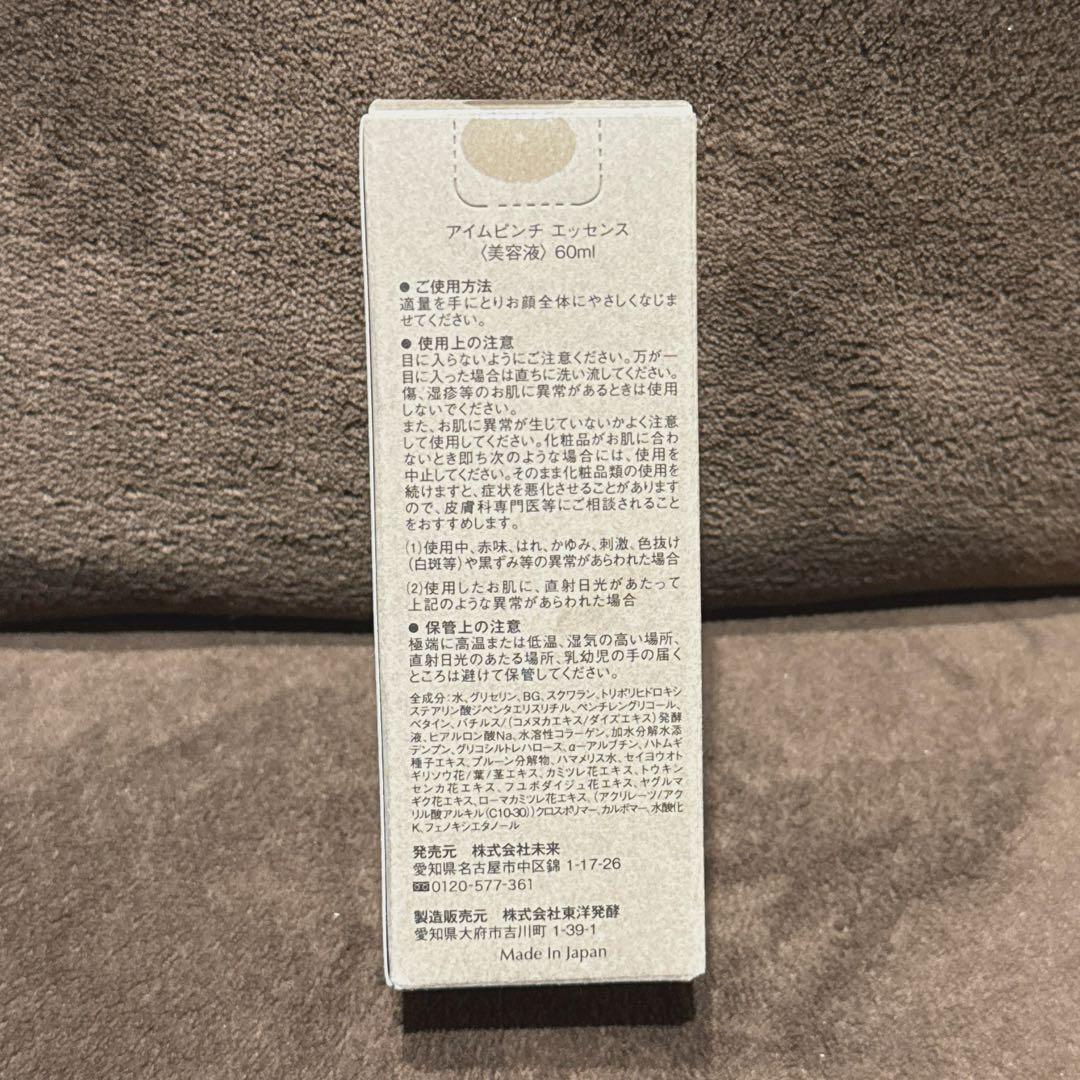 アイムピンチ エッセンス
〈美容液〉60ml
● ご使用方法
適量を手にとりお顔全体にやさしくなじま
せてください。
● 使用上の注意
目に入らないようにご注意ください。万が一
目に入った場合は直ちに洗い流してください。
傷、湿疹等のお肌に異常があるときは使用
しないでください。
また、お肌に異常が生じていないかよく注意
して使用してください。化粧品がお肌に合わ
ないとき即ち次のような場合には、使用を
中止してください。そのまま化粧品類の使用を
続けますと、症状を悪化させることがあります
ので、皮膚科専門医等にご相談されること
をおすすめします。
(1)使用中、赤味、はれ、かゆみ、刺激、色抜け
(白斑等)や黒ずみ等の異常があらわれた場合
(2)使用したお肌に、直射日光があたって
上記のような異常があらわれた場合
● 保管上の注意
極端に高温または低温、湿気の高い場所、
直射日光のあたる場所、乳幼児の手の届く
ところは避けて保管してください。
全成分：水、グリセリン、BG、スクワラン、トリポリヒドロキシ
ステアリン酸ジペンタエリスリチル、ペンチレングリコール、
ベタイン、バチルス/(コメヌカエキス/ダイズエキス)発酵
液、ヒアルロン酸Na、水溶性コラーゲン、加水分解水添
デンプン、グリコシルトレハロース、α-アルブチン、ハトムギ
種子エキス、プルーン分解物、ハマメリス水、セイヨウオト
ギリソウ花/葉/茎エキス、カミツレ花エキス、トウキン
センカ花エキス、フユボダイジュ花エキス、ヤグルマ
ギク花エキス、ローマカミツレ花エキス、(アクリレーツ/アク
リル酸アルキル(C10-30))クロスポリマー、カルボマー、水酸化
K、フェノキシエタノール
発売元 株式会社未来
愛知県名古屋市中区錦 1-17-26
0120-577-361
製造販売元 株式会社東洋発酵
愛知県大府市吉川町 1-39-1
Made In Japan